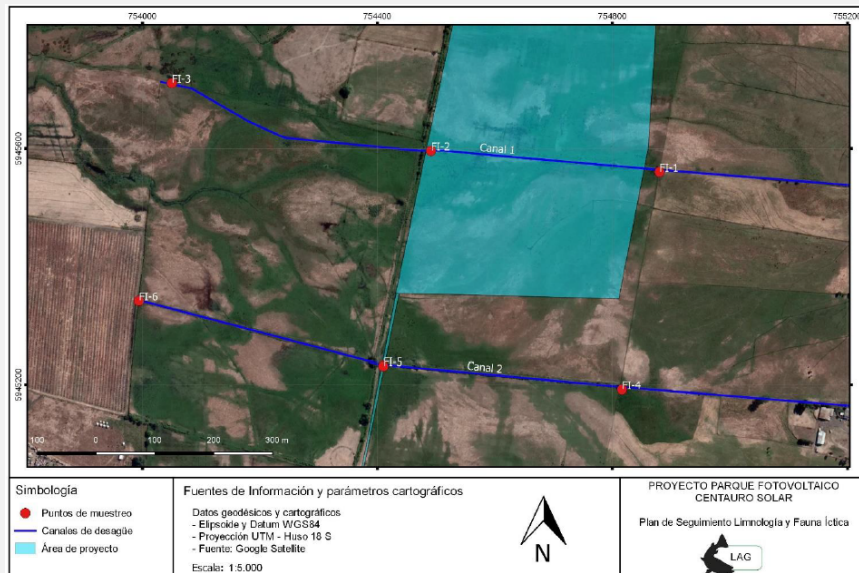 754000 754400 754800 755200
FI-3
FI-2
Canal 1
FI-1
5945600 5945600
FI-6
FI-5
Canal 2
FI-4
5945200 5945200
100 0 100 200 300 m
Simbología
Puntos de muestreo
Canales de desagüe
Área de proyecto
Fuentes de Información y parámetros cartográficos
Datos geodésicos y cartográficos
- Elipsoide y Datum WGS84
- Proyección UTM - Huso 18 S
- Fuente: Google Satellite
Escala: 1:5.000
N
PROYECTO PARQUE FOTOVOLTAICO
CENTAURO SOLAR
Plan de Seguimiento Limnología y Fauna Íctica
LAG